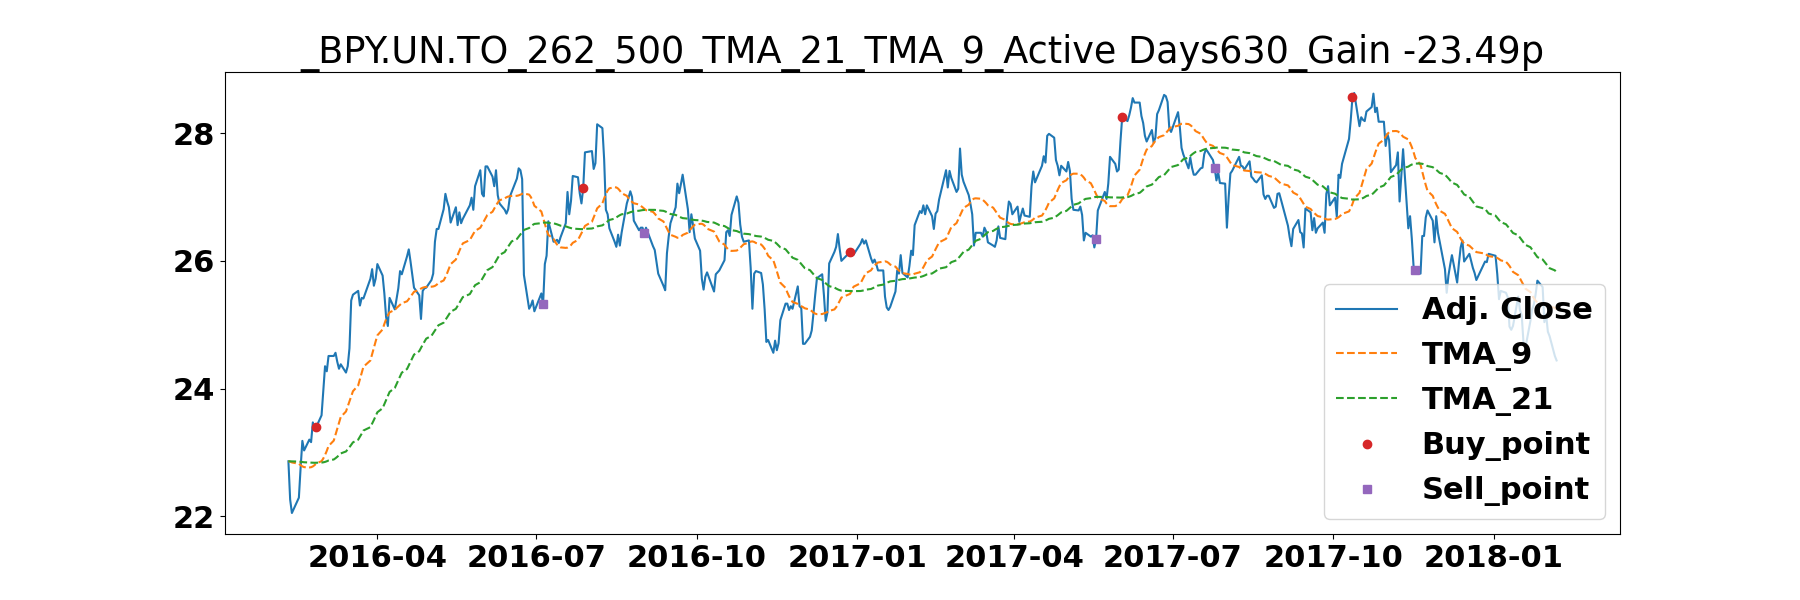 _BPY.UN.TO_262_500_TMA_21_TMA_9_Active Days630_Gain -23.49p
28
26
24
22
Adj. Close
TMA_9
TMA_21
Buy_point
Sell_point
2016-04 2016-07 2016-10 2017-01 2017-04 2017-07 2017-10 2018-01